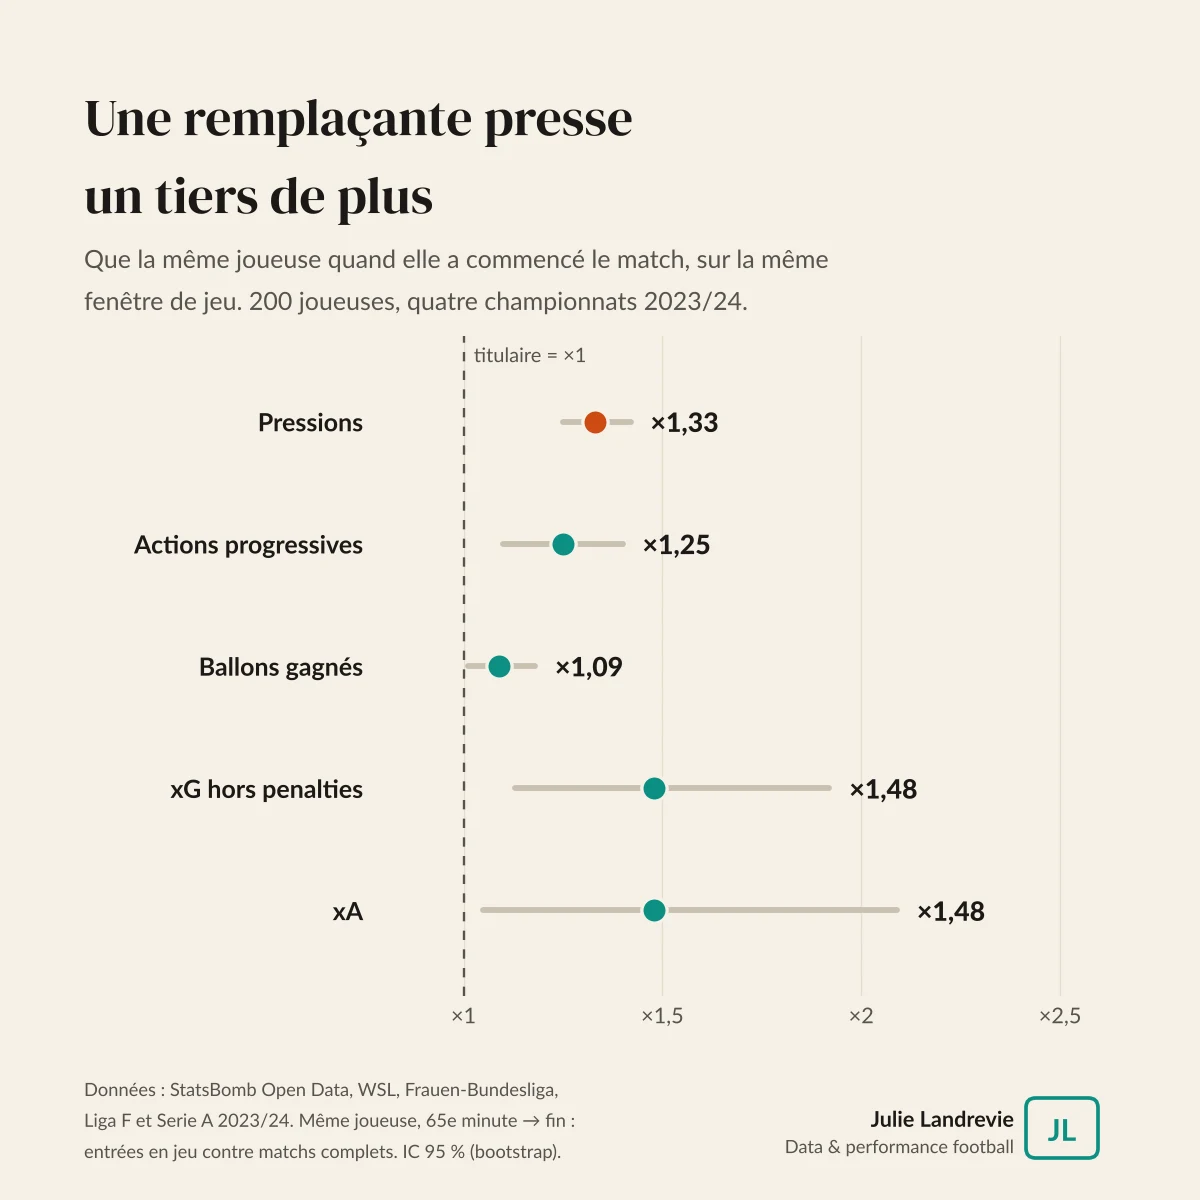 Une remplaçante presse
un tiers de plus
Que la même joueuse quand elle a commencé le match, sur la même
fenêtre de jeu. 200 joueuses, quatre championnats 2023/24.
titulaire = ×1
Pressions ×1,33
Actions progressives ×1,25
Ballons gagnés ×1,09
xG hors penalties ×1,48
xA ×1,48
×1 ×1,5 ×2 ×2,5
Données : StatsBomb Open Data, WSL, Frauen-Bundesliga,
Liga F et Serie A 2023/24. Même joueuse, 65e minute → fin :
entrées en jeu contre matchs complets. IC 95 % (bootstrap).
Julie Landrevie
Data & performance football
JL